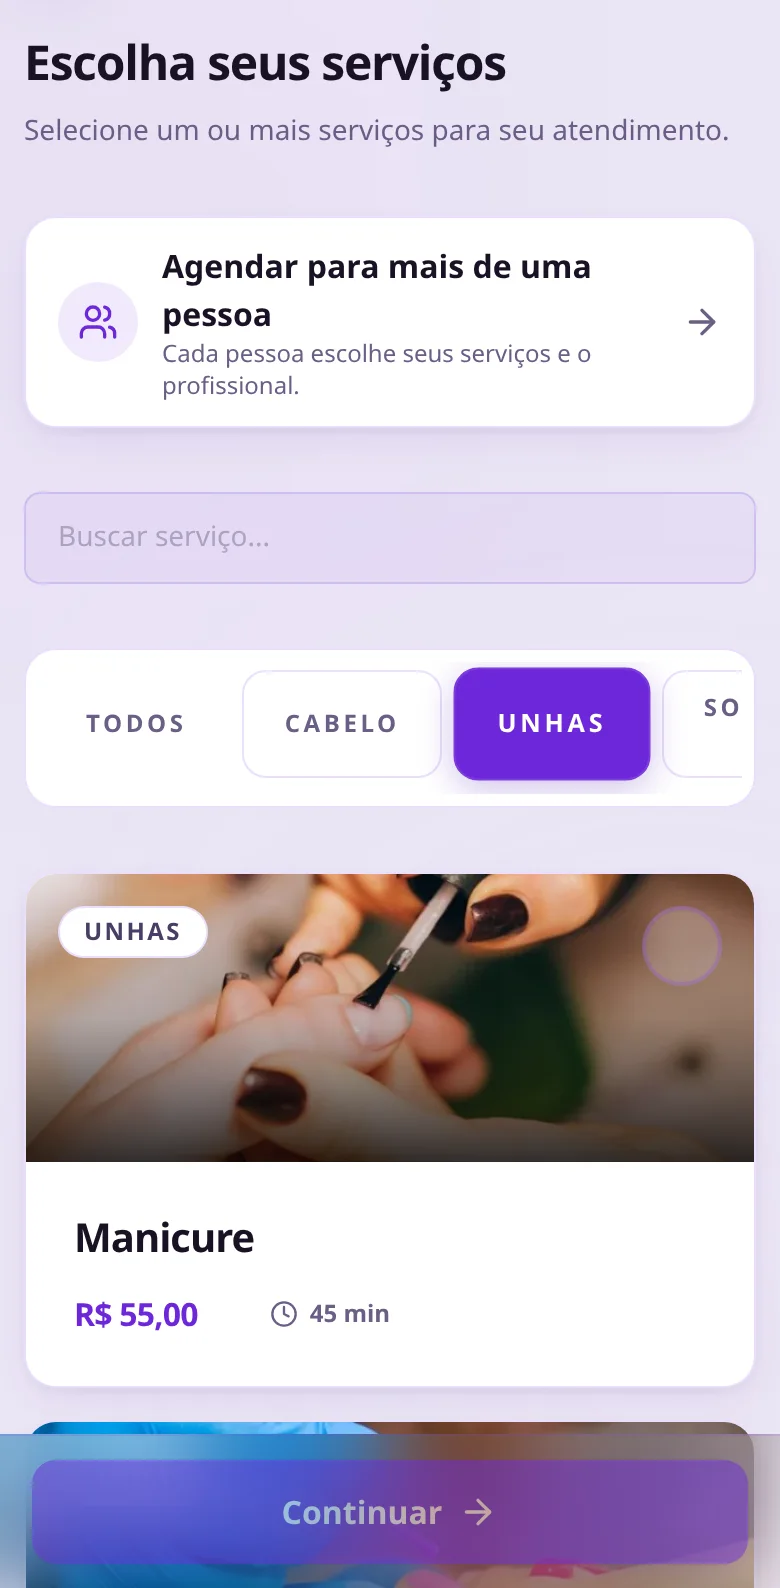 Escolha seus serviços
Selecione um ou mais serviços para seu atendimento.
Agendar para mais de uma
pessoa
Cada pessoa escolhe seus serviços e o
profissional.
Buscar serviço...
TODOS CABELO UNHAS SO
UNHAS
Manicure
R$ 55,00 45 min
Continuar